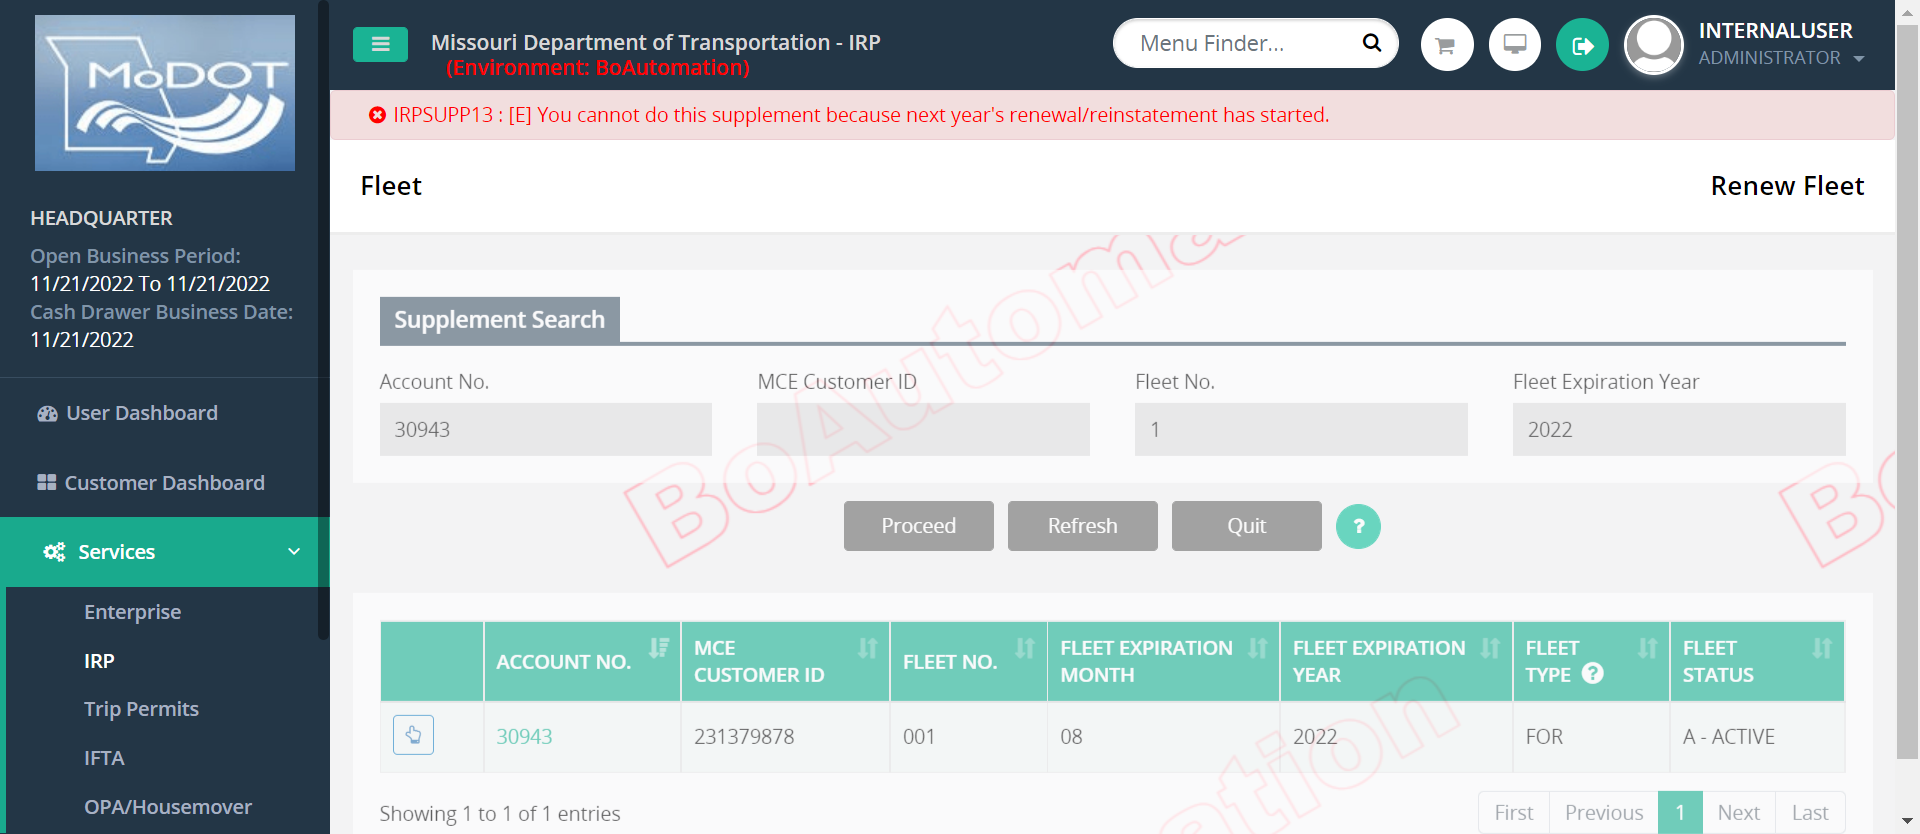 MoDOT
Missouri Department of Transportation - IRP
(Environment: BoAutomation)
Menu Finder...
INTERNALUSER
ADMINISTRATOR
IRPSUPP13 : [E] You cannot do this supplement because next year's renewal/reinstatement has started.
HEADQUARTER
Open Business Period:
11/21/2022 To 11/21/2022
Cash Drawer Business Date:
11/21/2022
User Dashboard
Customer Dashboard
Services
Enterprise
IRP
Trip Permits
IFTA
OPA/Housemover
Fleet
Renew Fleet
Supplement Search
Account No.
MCE Customer ID
Fleet No.
Fleet Expiration Year
30943
1
2022
Proceed
Refresh
Quit
?
ACCOUNT NO.
MCE CUSTOMER ID
FLEET NO.
FLEET EXPIRATION MONTH
FLEET EXPIRATION YEAR
FLEET TYPE ?
FLEET STATUS
30943
231379878
001
08
2022
FOR
A - ACTIVE
Showing 1 to 1 of 1 entries
First
Previous
1
Next
Last
BoAutoma
Bo
ation